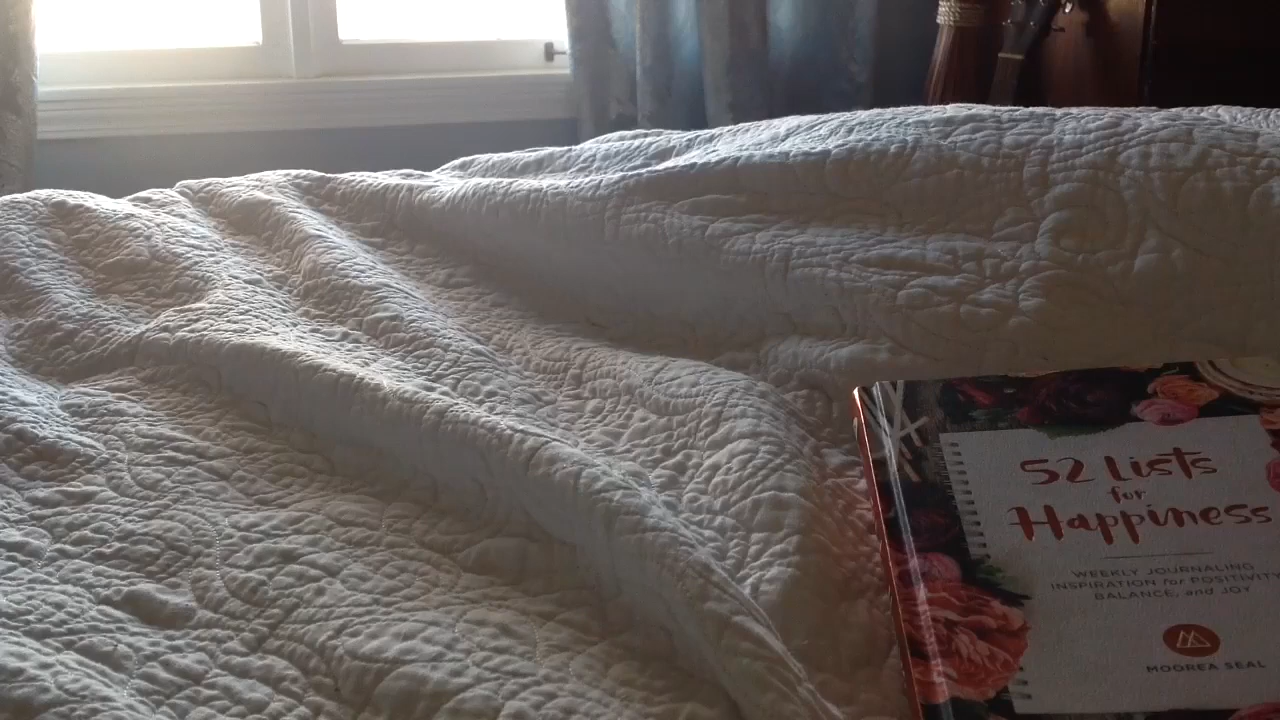 52 Lists
for
Happiness
WEEKLY JOURNALING
INSPIRATION for POSITIVITY
BALANCE, and JOY
MOOREA SEAL